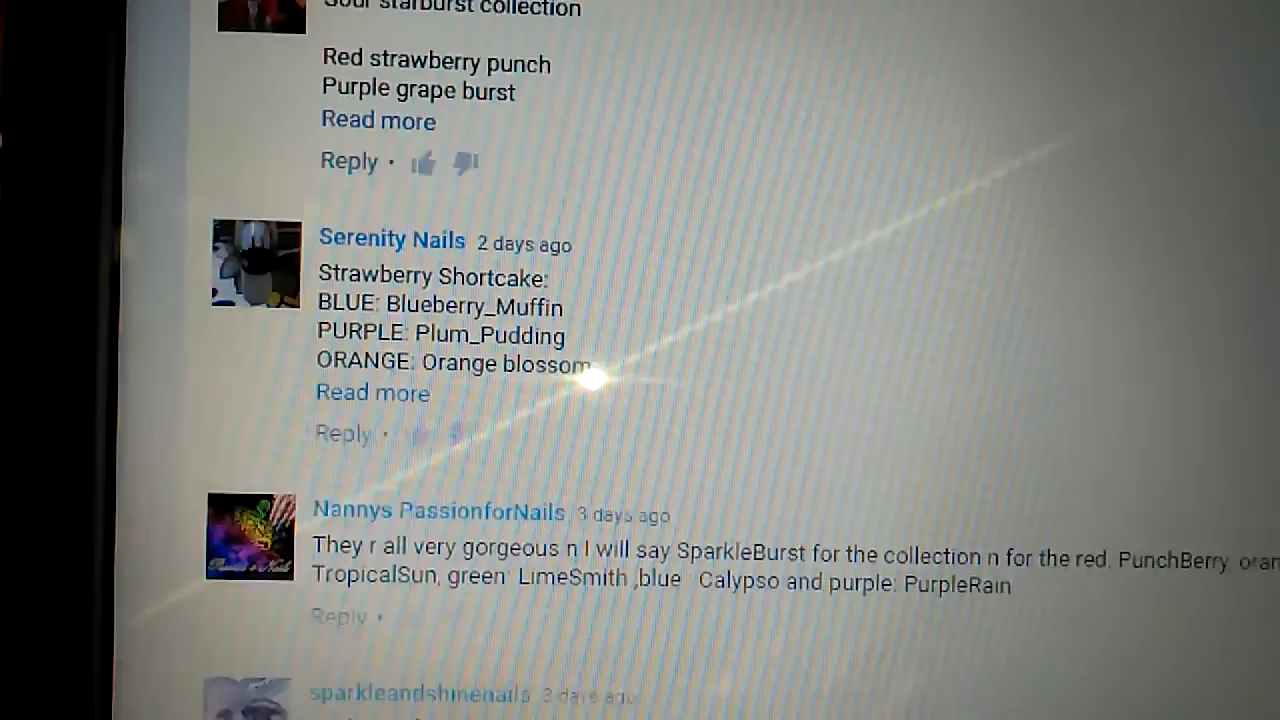 Sour starburst collection
Red strawberry punch
Purple grape burst
Read more
Reply •
Serenity Nails 2 days ago
Strawberry Shortcake:
BLUE: Blueberry_Muffin
PURPLE: Plum_Pudding
ORANGE: Orange blossom
Read more
Reply •
Nannys PassionforNails 3 days ago
They r all very gorgeous n I will say SparkleBurst for the collection n for the red. PunchBerry oran
TropicalSun, green: LimeSmith ,blue Calypso and purple: PurpleRain
Reply •
sparkleandshinenails 3 days ago